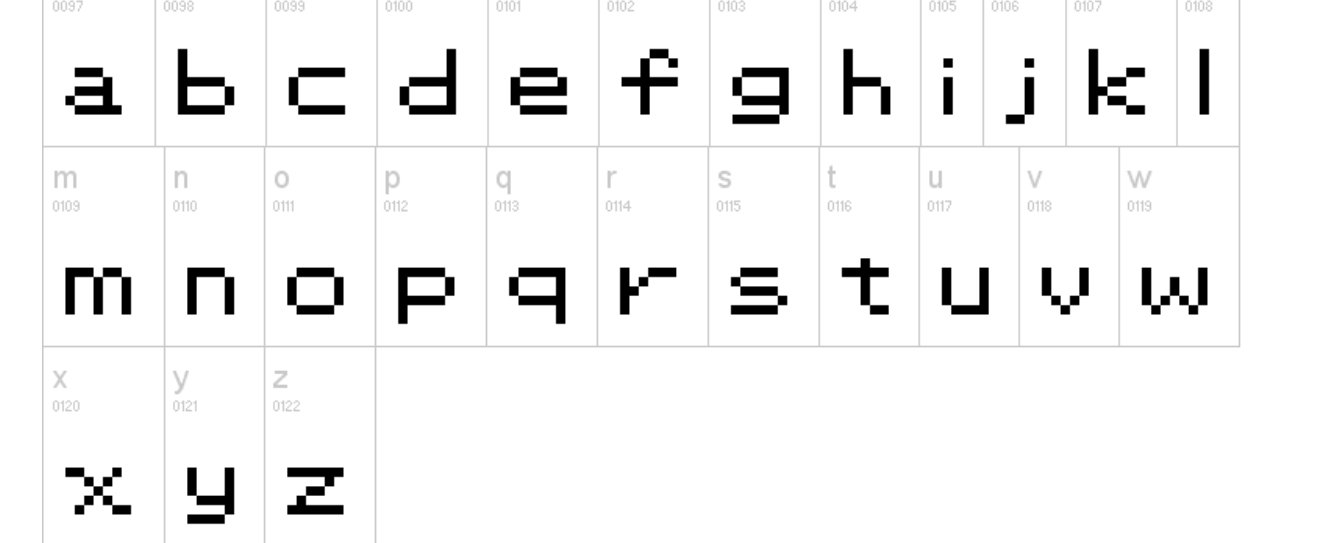 0097 0098 0099 0100 0101 0102 0103 0104 0105 0106 0107 0108
a b c d e f g h i j k l
m n o p q r s t u v w
0109 0110 0111 0112 0113 0114 0115 0116 0117 0118 0119
m n o p q r s t u v w
x y z
0120 0121 0122
x y z